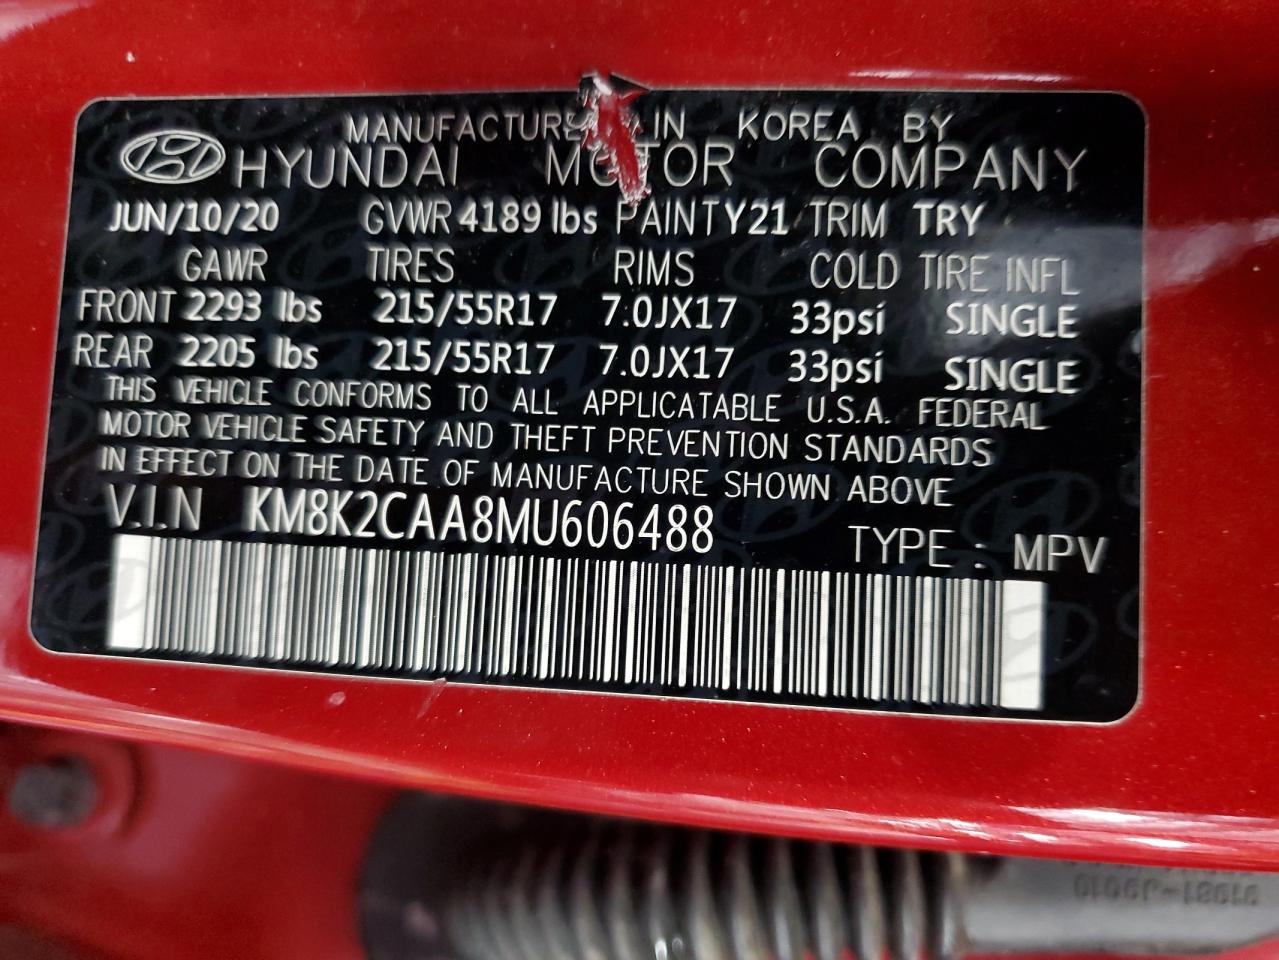 MANUFACTURE IN KOREA BY
HYUNDAI MOTOR COMPANY
JUN/10/20 GVWR 4189 lbs PAINT Y21 TRIM TRY
GAWR TIRES RIMS COLD TIRE INFL
FRONT 2293 lbs 215/55R17 7.0JX17 33psi SINGLE
REAR 2205 lbs 215/55R17 7.0JX17 33psi SINGLE
THIS VEHICLE CONFORMS TO ALL APPLICATABLE U.S.A. FEDERAL
MOTOR VEHICLE SAFETY AND THEFT PREVENTION STANDARDS
IN EFFECT ON THE DATE OF MANUFACTURE SHOWN ABOVE
V.I.N KM8K2CAA8MU606488 TYPE : MPV
91981-J9010